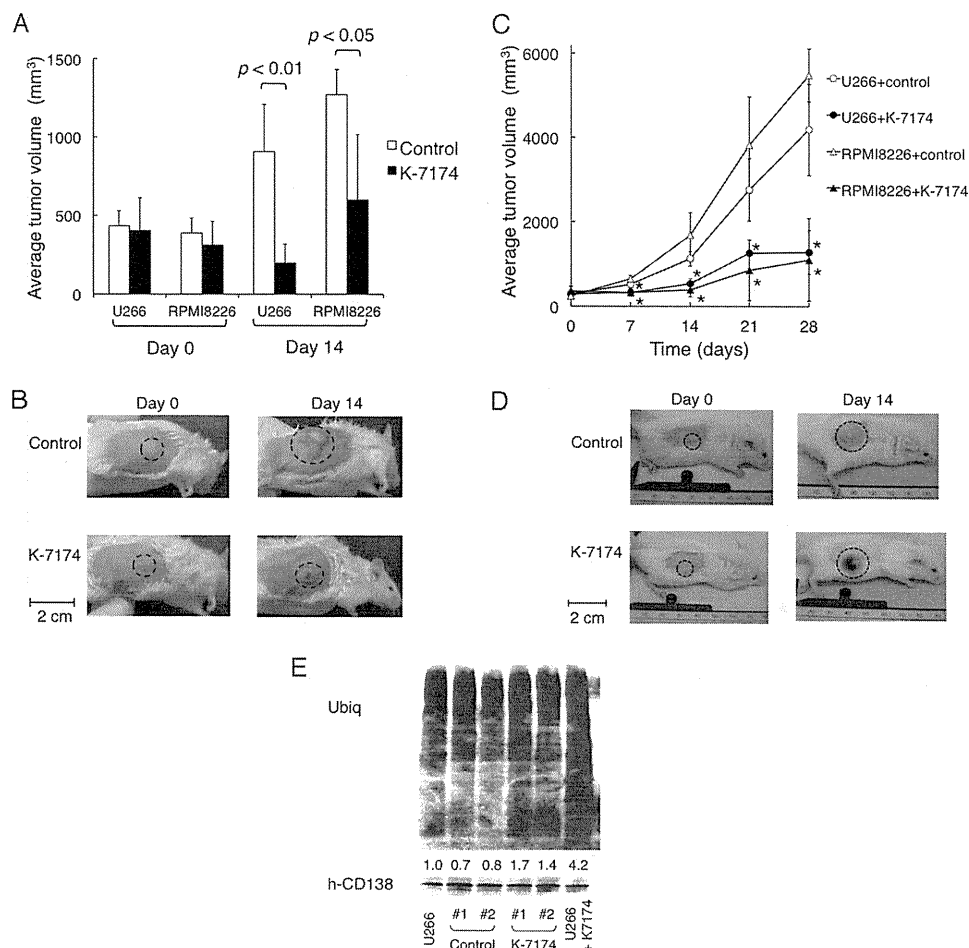 A
Average tumor volume (mm³)
1500
1000
500
0
p < 0.01
p < 0.05
Control
K-7174
U266
RPMI8226
U266
RPMI8226
Day 0
Day 14
C
Average tumor volume (mm³)
6000
4000
2000
0
0
7
14
21
28
Time (days)
*
*
*
*
*
*
*
*
U266+control
U266+K-7174
RPMI8226+control
RPMI8226+K-7174
B
Day 0
Day 14
Control
K-7174
2 cm
D
Day 0
Day 14
Control
K-7174
2 cm
E
Ubiq
1.0 0.7 0.8 1.7 1.4 4.2
h-CD138
U266
#1 #2
Control
#1 #2
K-7174
U266
+ K7174